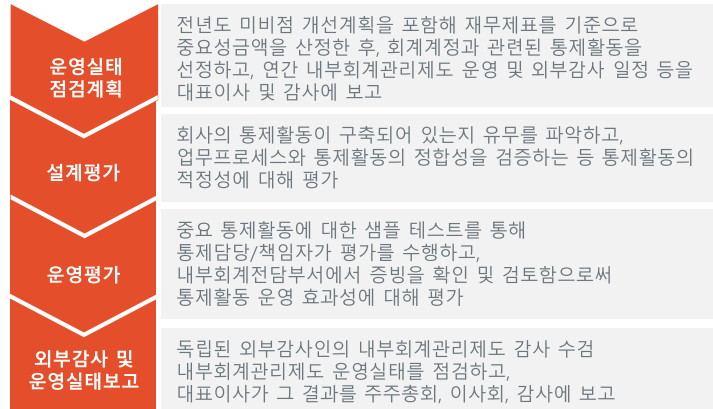 운영실태
점검계획
전년도 미비점 개선계획을 포함해 재무제표를 기준으로
중요성금액을 산정한 후, 회계계정과 관련된 통제활동을
선정하고, 연간 내부회계관리제도 운영 및 외부감사 일정 등을
대표이사 및 감사에 보고
설계평가
회사의 통제활동이 구축되어 있는지 유무를 파악하고,
업무프로세스와 통제활동의 정합성을 검증하는 등 통제활동의
적정성에 대해 평가
운영평가
중요 통제활동에 대한 샘플 테스트를 통해
통제담당/책임자가 평가를 수행하고,
내부회계전담부서에서 증빙을 확인 및 검토함으로써
통제활동 운영 효과성에 대해 평가
외부감사 및
운영실태보고
독립된 외부감사인의 내부회계관리제도 감사 수검
내부회계관리제도 운영실태를 점검하고,
대표이사가 그 결과를 주주총회, 이사회, 감사에 보고